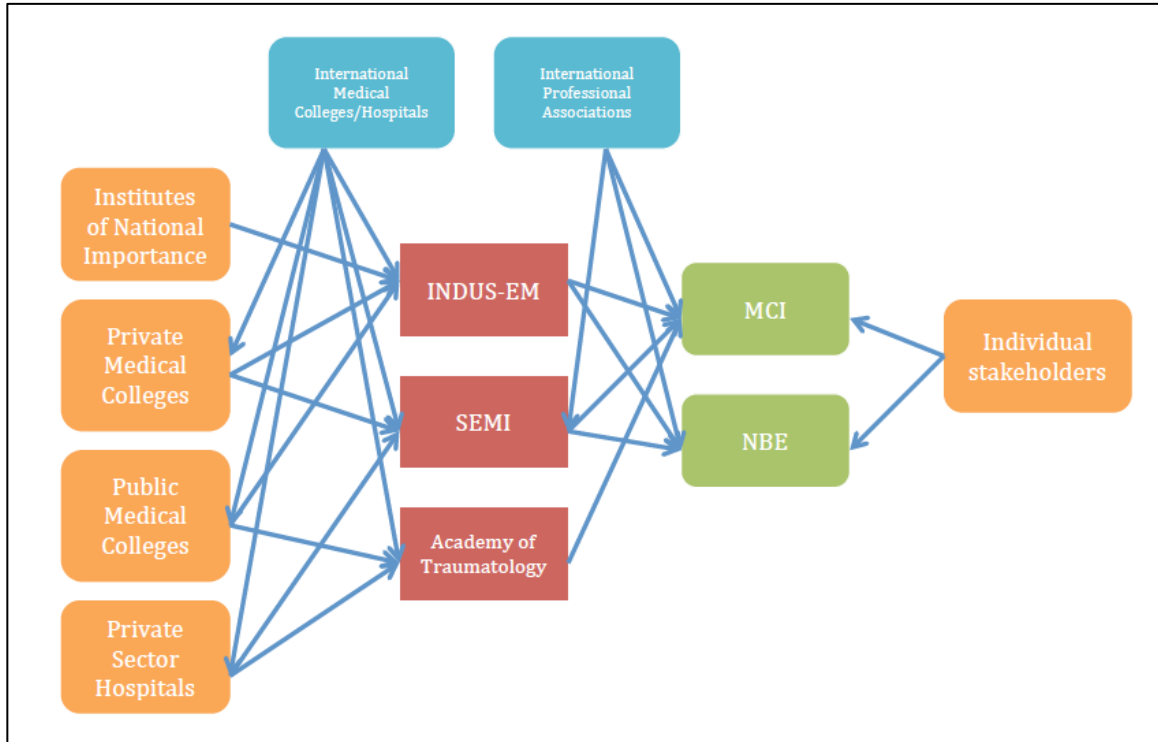 International
Medical
Colleges/Hospitals
International
Professional
Associations
Institutes
of National
Importance
Private
Medical
Colleges
Public
Medical
Colleges
Private
Sector
Hospitals
INDUS-EM
SEMI
Academy of
Traumatology
MCI
NBE
Individual
stakeholders